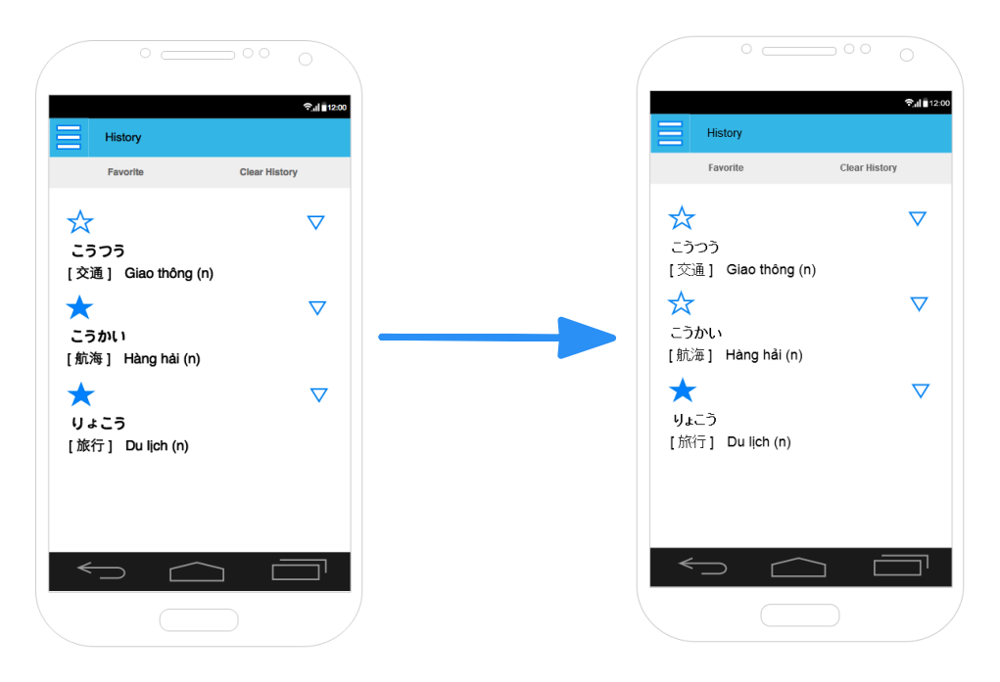 12:00
History
Favorite Clear History
こうつう
[ 交通 ] Giao thông (n)
こうかい
[ 航海 ] Hàng hải (n)
りょこう
[ 旅行 ] Du lịch (n)
12:00
History
Favorite Clear History
こうつう
[ 交通 ] Giao thông (n)
こうかい
[ 航海 ] Hàng hải (n)
りょこう
[ 旅行 ] Du lịch (n)